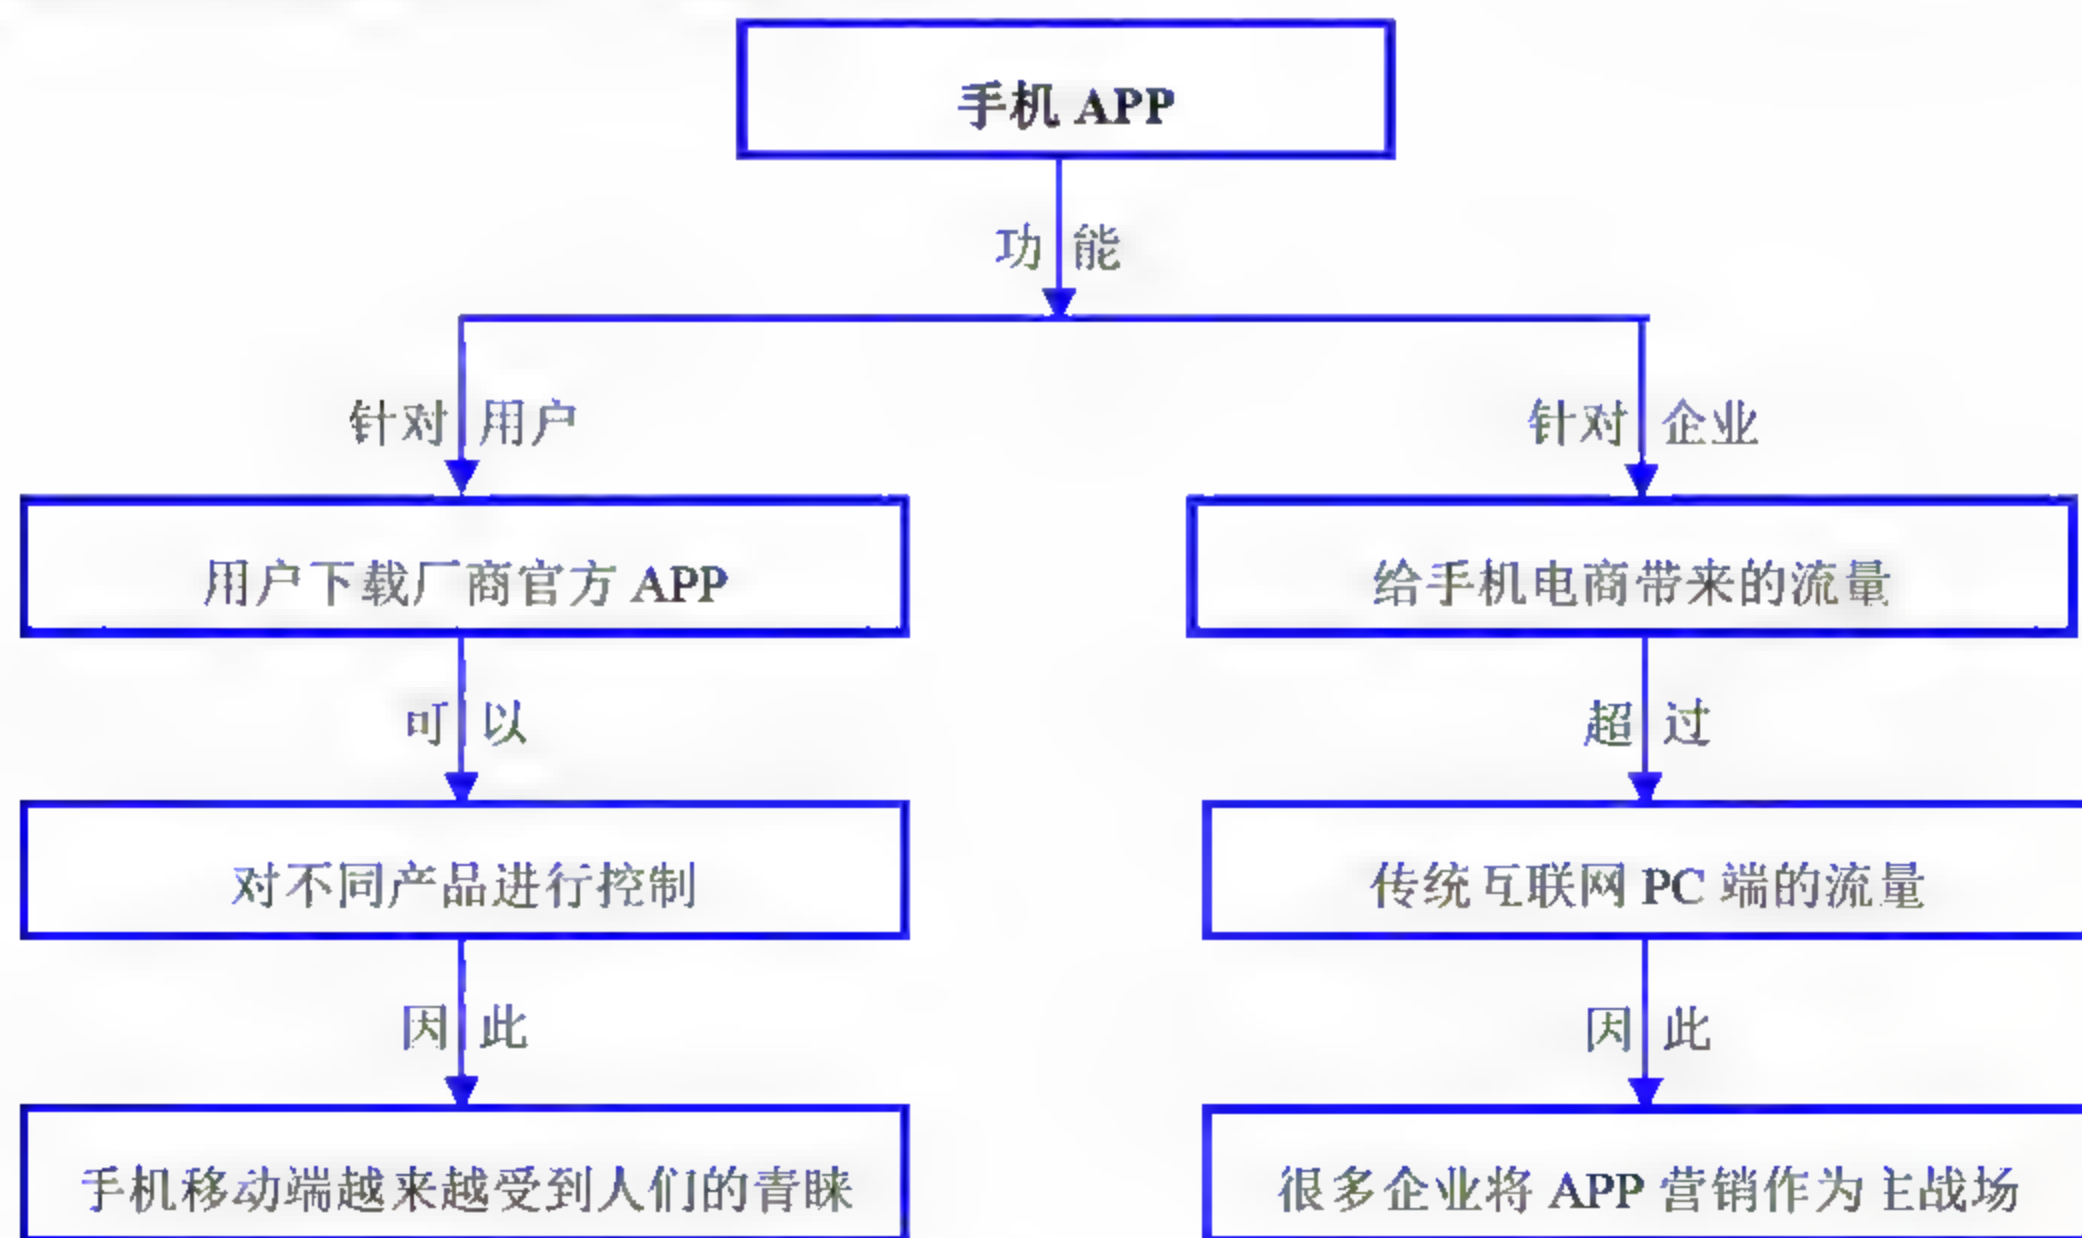 手机 APP
功能
针对用户
针对企业
用户下载厂商官方 APP
给手机电商带来的流量
可以
超过
对不同产品进行控制
传统互联网 PC 端的流量
因此
因此
手机移动端越来越受到人们的青睐
很多企业将 APP 营销作为主战场